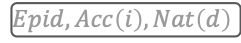 Epid, Acc(i), Nat(d)